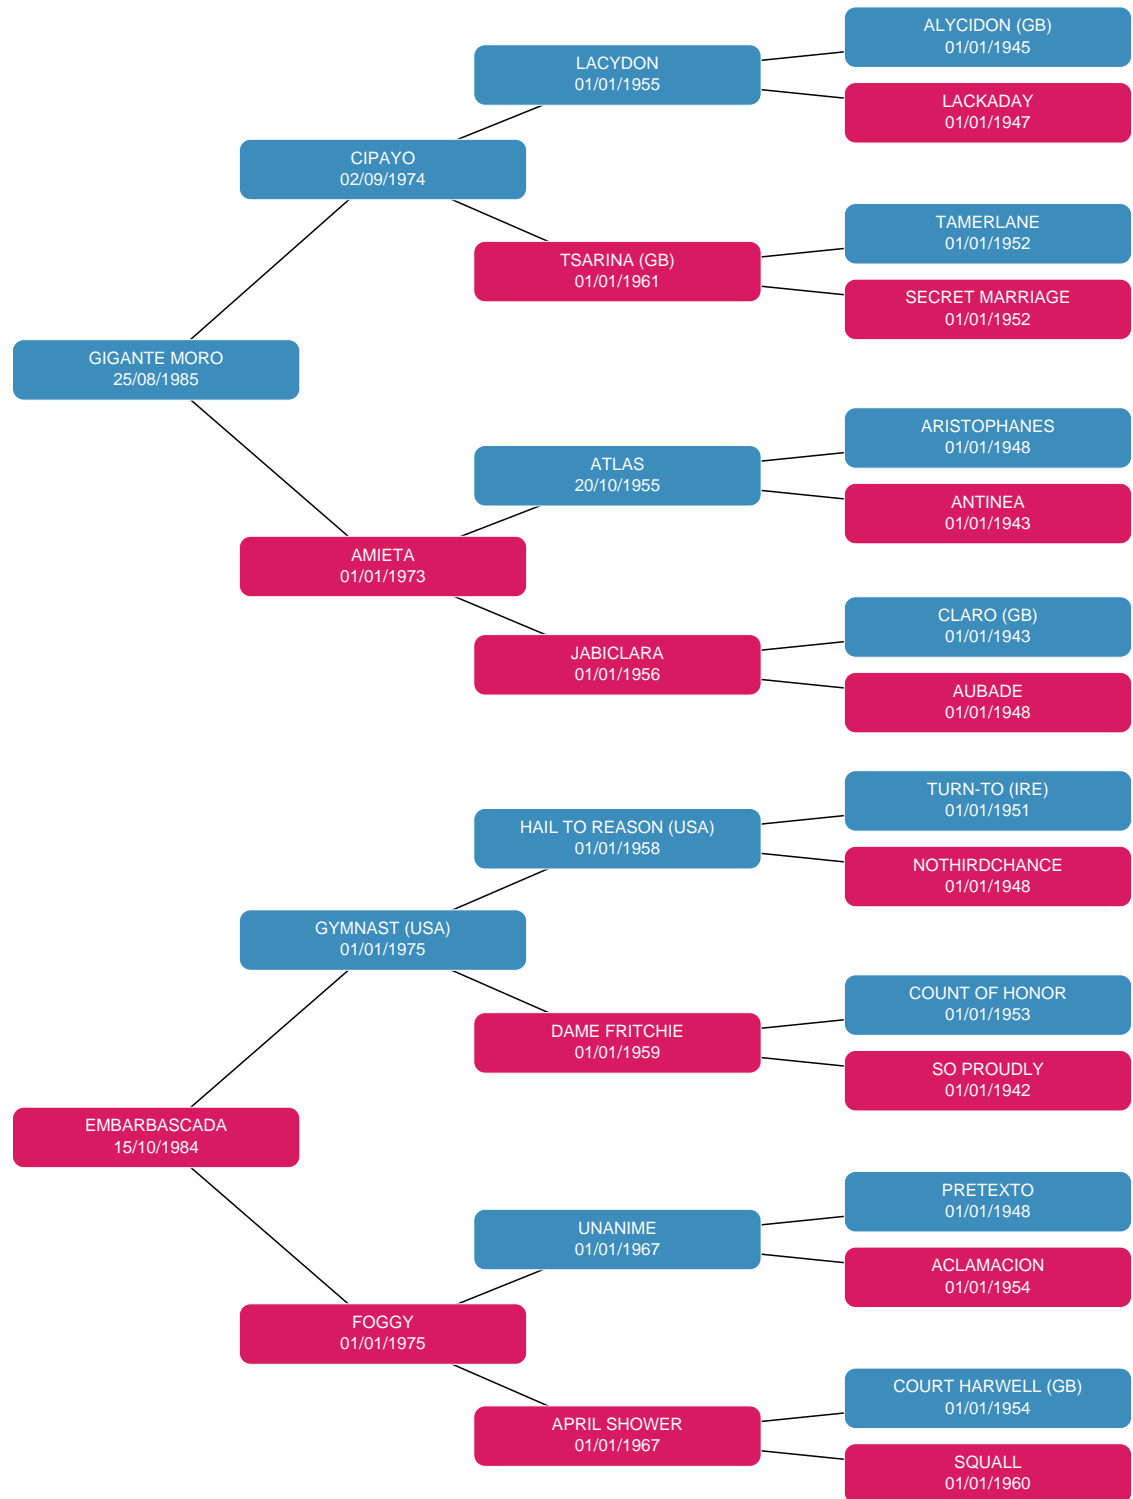 ALYCIDON (GB)
01/01/1945
LACYDON
01/01/1955
LACKADAY
01/01/1947
CIPAYO
02/09/1974
TAMERLANE
01/01/1952
TSARINA (GB)
01/01/1961
SECRET MARRIAGE
01/01/1952
GIGANTE MORO
25/08/1985
ARISTOPHANES
01/01/1948
ATLAS
20/10/1955
ANTINEA
01/01/1943
AMIETA
01/01/1973
CLARO (GB)
01/01/1943
JABICLARA
01/01/1956
AUBADE
01/01/1948
TURN-TO (IRE)
01/01/1951
HAIL TO REASON (USA)
01/01/1958
NOTHIRDCHANCE
01/01/1948
GYMNAST (USA)
01/01/1975
COUNT OF HONOR
01/01/1953
DAME FRITCHIE
01/01/1959
SO PROUDLY
01/01/1942
EMBARBASCADA
15/10/1984
PRETEXTO
01/01/1948
UNANIME
01/01/1967
ACLAMACION
01/01/1954
FOGGY
01/01/1975
COURT HARWELL (GB)
01/01/1954
APRIL SHOWER
01/01/1967
SQUALL
01/01/1960